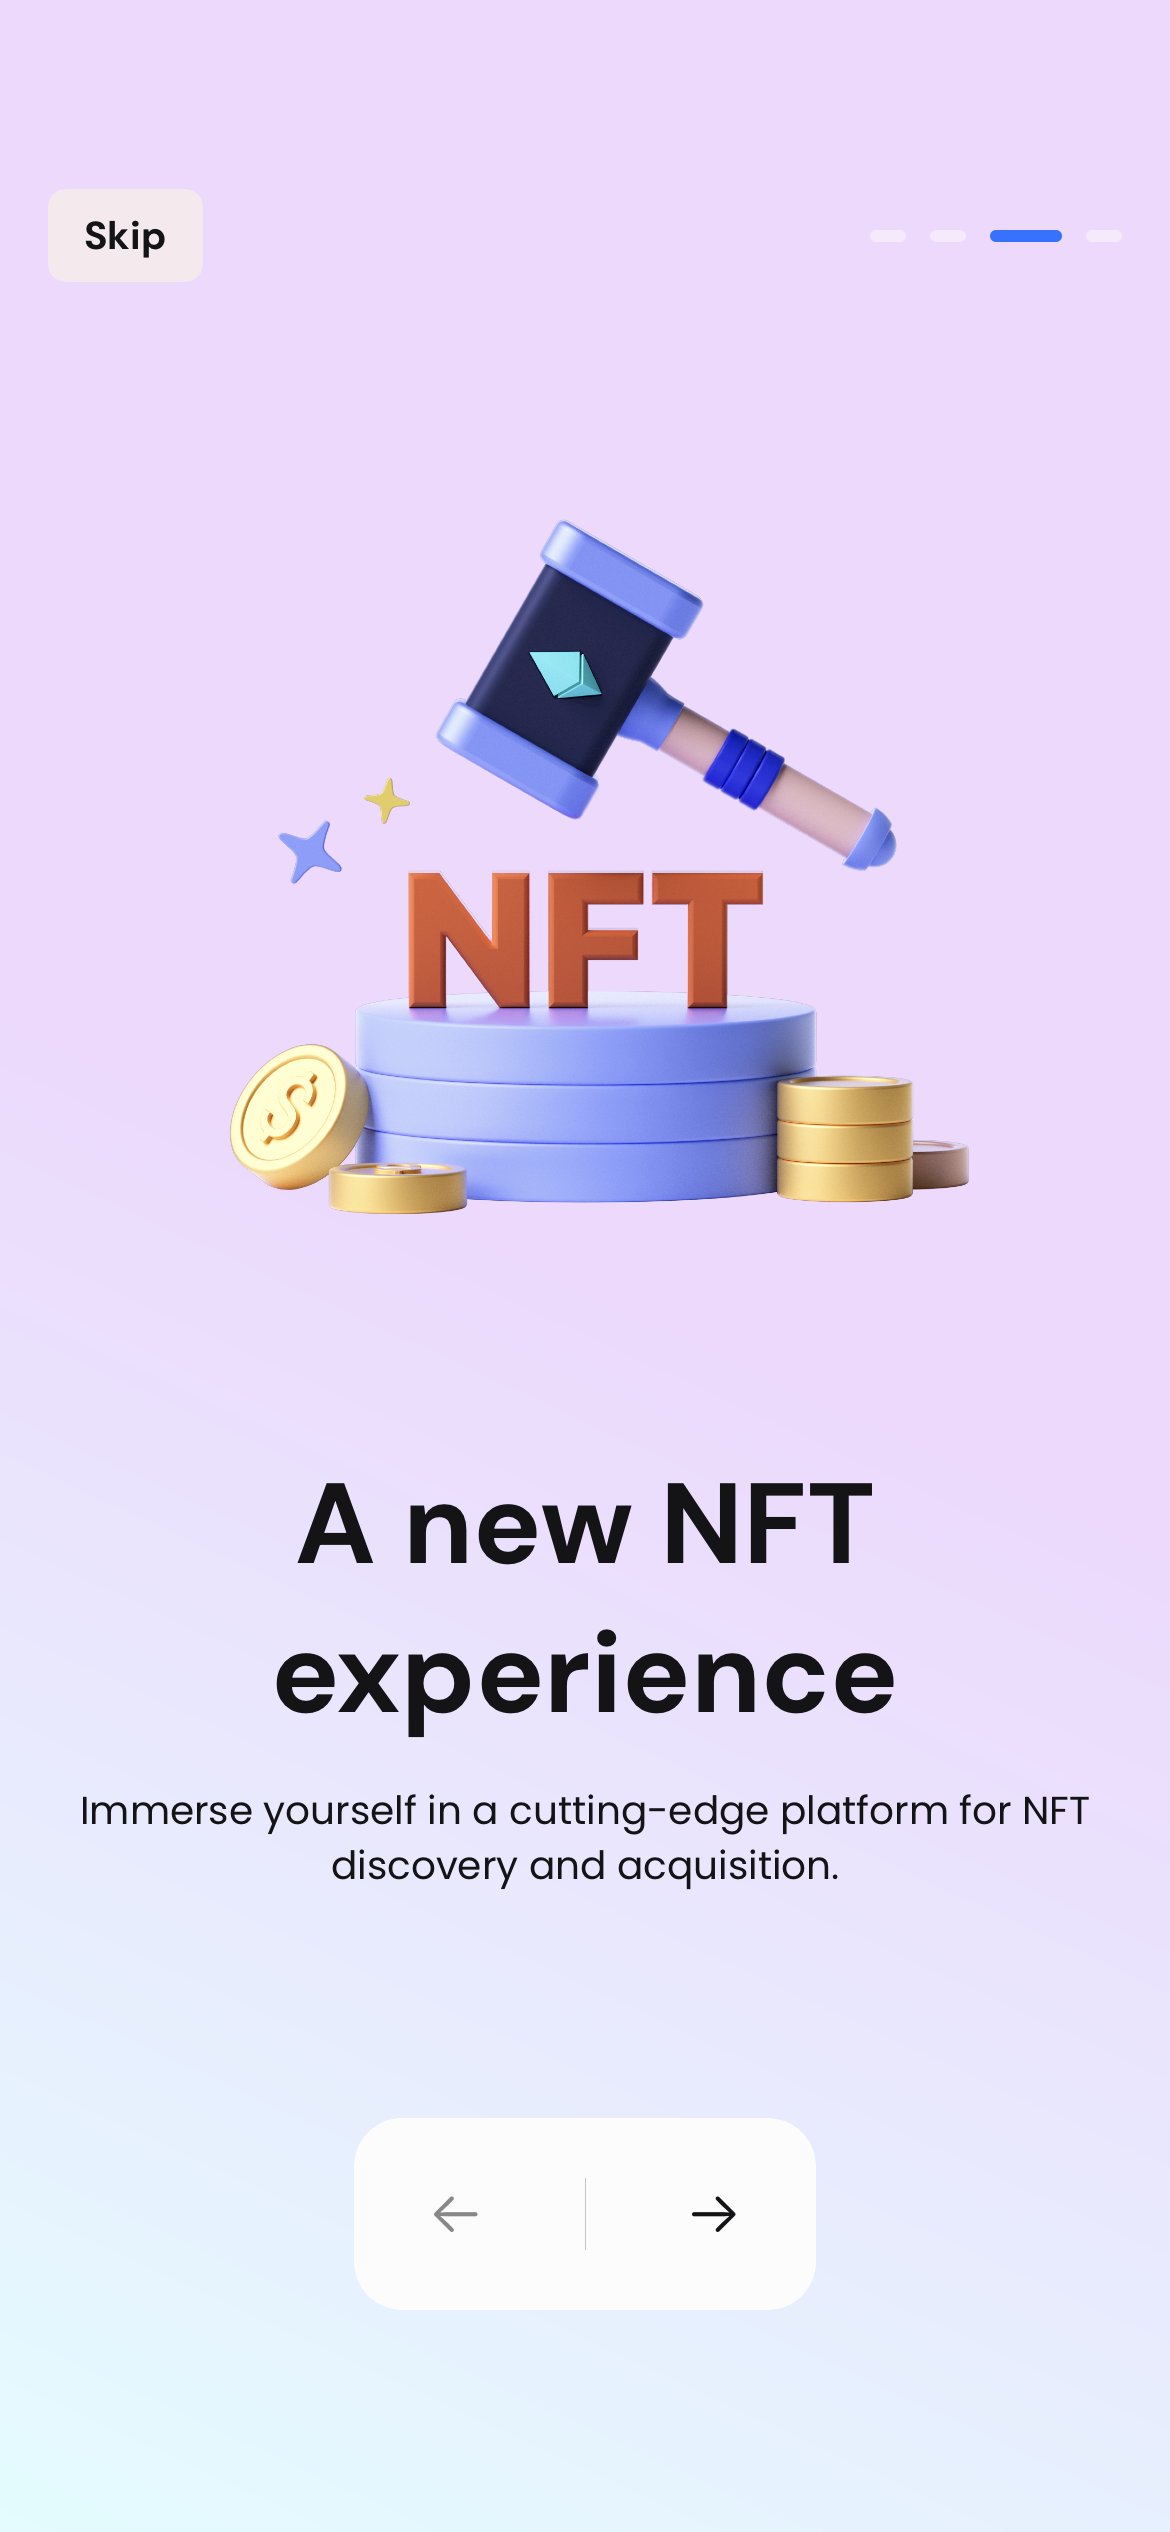 Skip
NFT
$
A new NFT
experience
Immerse yourself in a cutting-edge platform for NFT
discovery and acquisition.